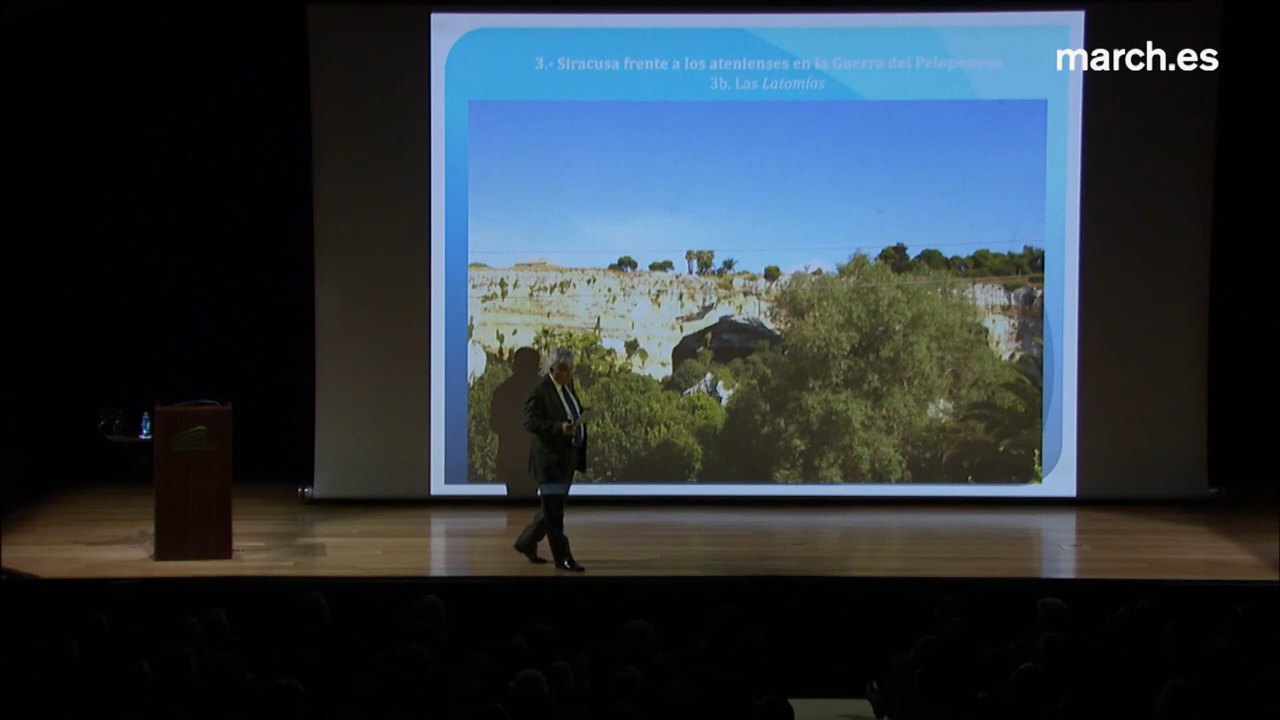 march.es
3.- Siracusa frente a los atenienses en la Guerra del Peloponeso
3b. Las Latomías